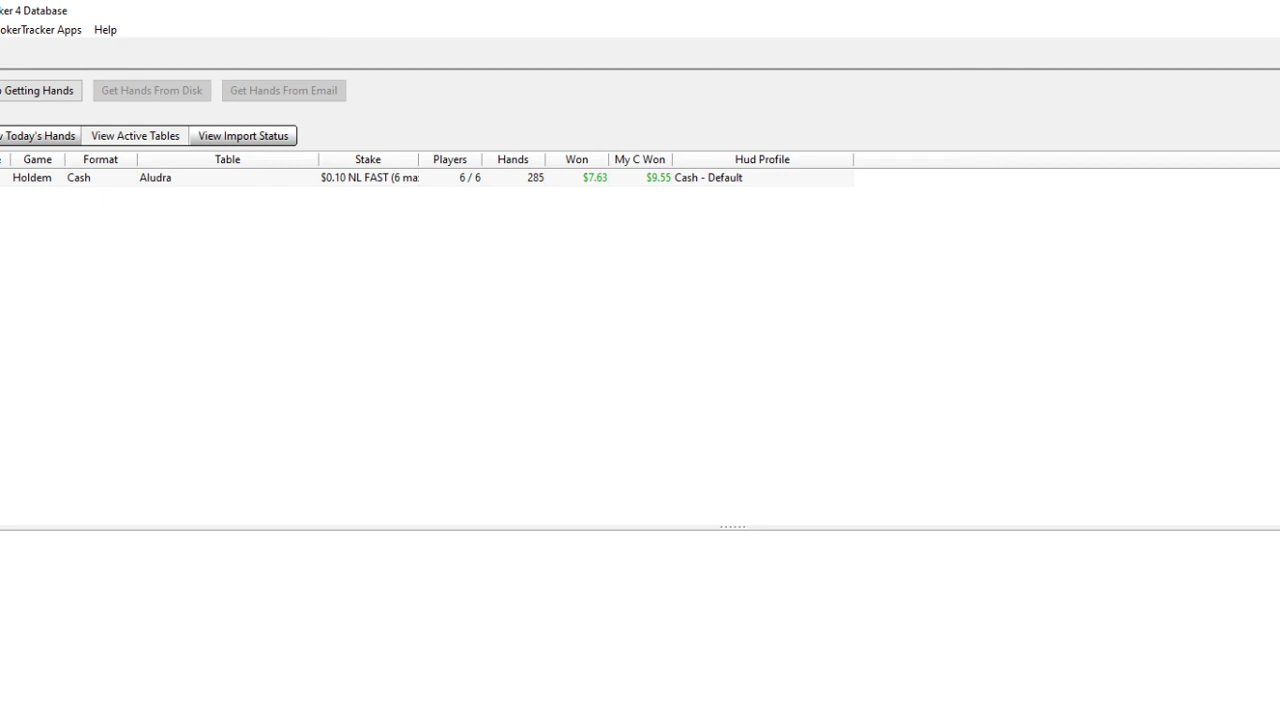 ker 4 Database
okerTracker Apps Help
Getting Hands Get Hands From Disk Get Hands From Email
Today's Hands View Active Tables View Import Status
Game Format Table Stake Players Hands Won My C Won Hud Profile
Holdem Cash Aludra $0.10 NL FAST (6 ma: 6 / 6 285 $7.63 $9.55 Cash - Default